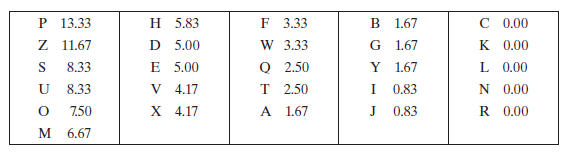 P 13.33 H 5.83 F 3.33 B 1.67 C 0.00
Z 11.67 D 5.00 W 3.33 G 1.67 K 0.00
S 8.33 E 5.00 Q 2.50 Y 1.67 L 0.00
U 8.33 V 4.17 T 2.50 I 0.83 N 0.00
O 7.50 X 4.17 A 1.67 J 0.83 R 0.00
M 6.67